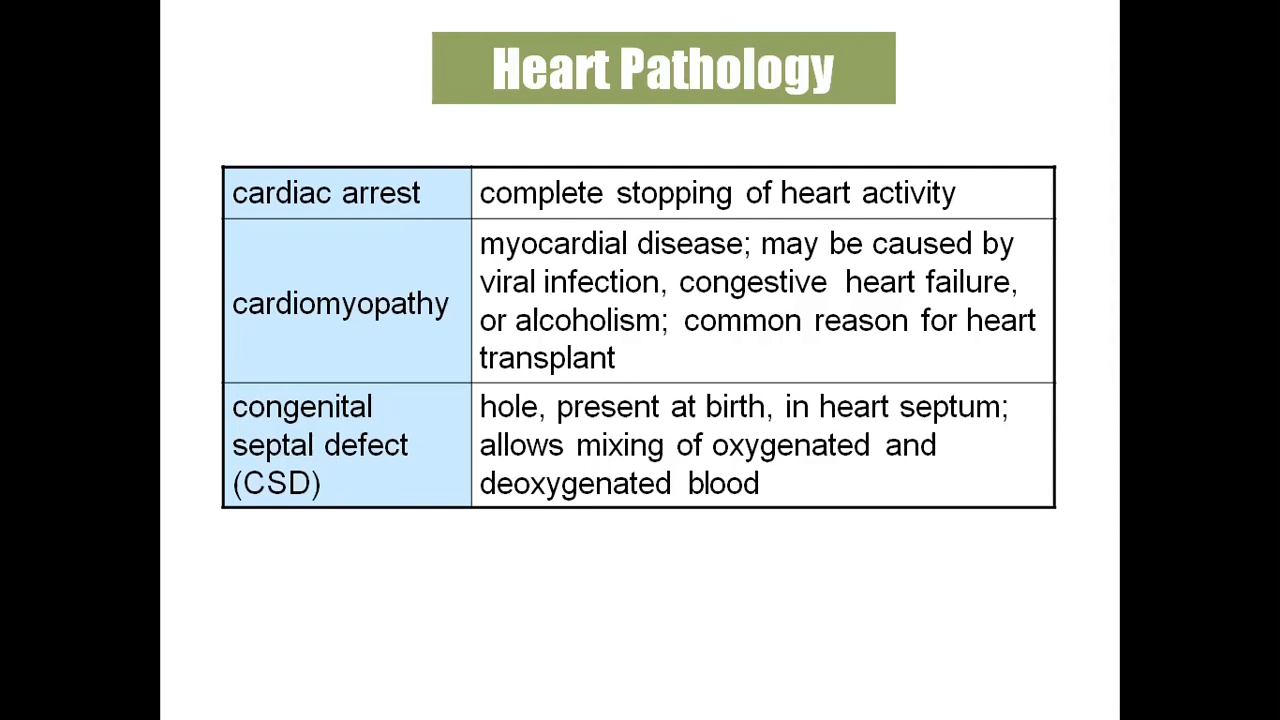 Heart Pathology
cardiac arrest
complete stopping of heart activity
cardiomyopathy
myocardial disease; may be caused by
viral infection, congestive heart failure,
or alcoholism; common reason for heart
transplant
congenital
septal defect
(CSD)
hole, present at birth, in heart septum;
allows mixing of oxygenated and
deoxygenated blood